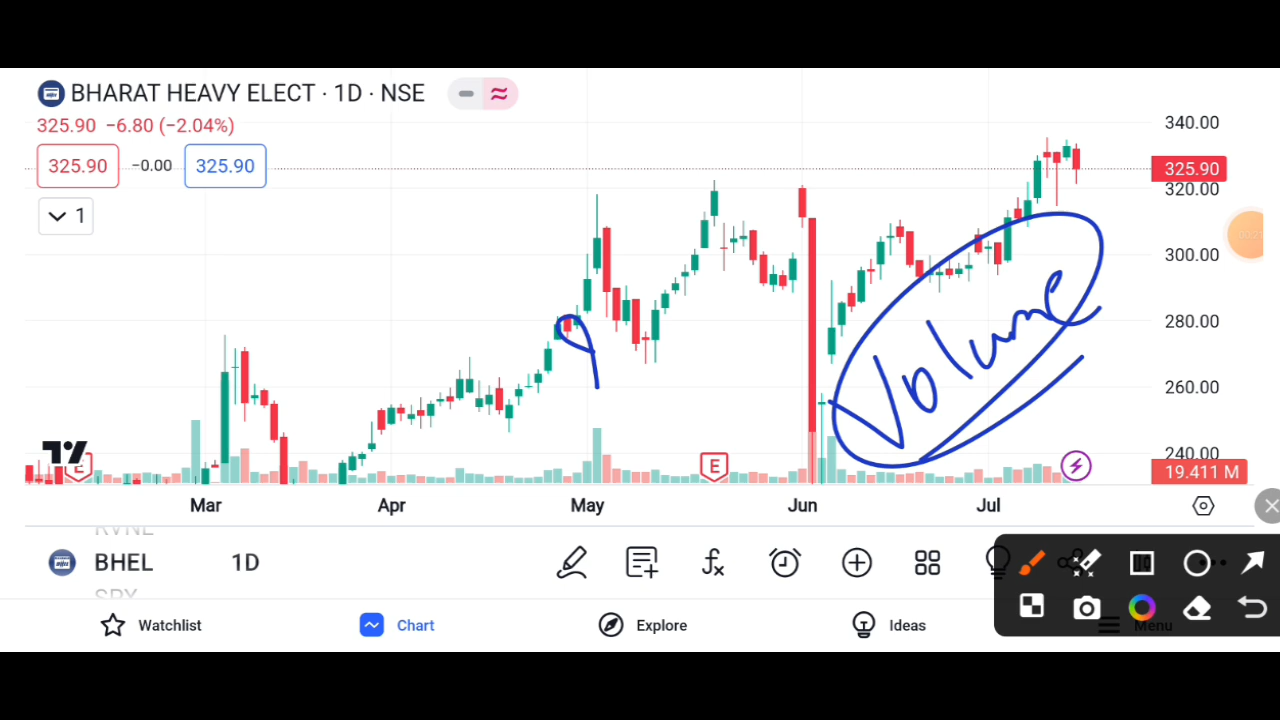 BHARAT HEAVY ELECT · 1D · NSE
325.90 −6.80 (−2.04%)
325.90 −0.00 325.90
1
340.00
325.90
320.00
300.00
280.00
260.00
240.00
19.411 M
Volume
E
E
Mar Apr May Jun Jul
RVNL
BHEL 1D
SPY
Watchlist Chart Explore Ideas Menu